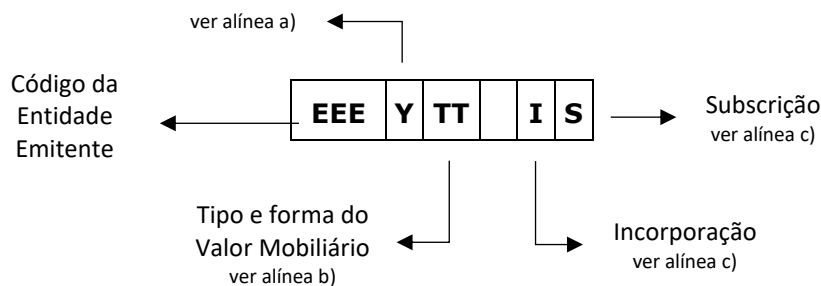 ver alínea a)
Código da
Entidade
Emitente
EEE Y TT I S
Subscrição
ver alínea c)
Tipo e forma do
Valor Mobiliário
ver alínea b)
Incorporação
ver alínea c)